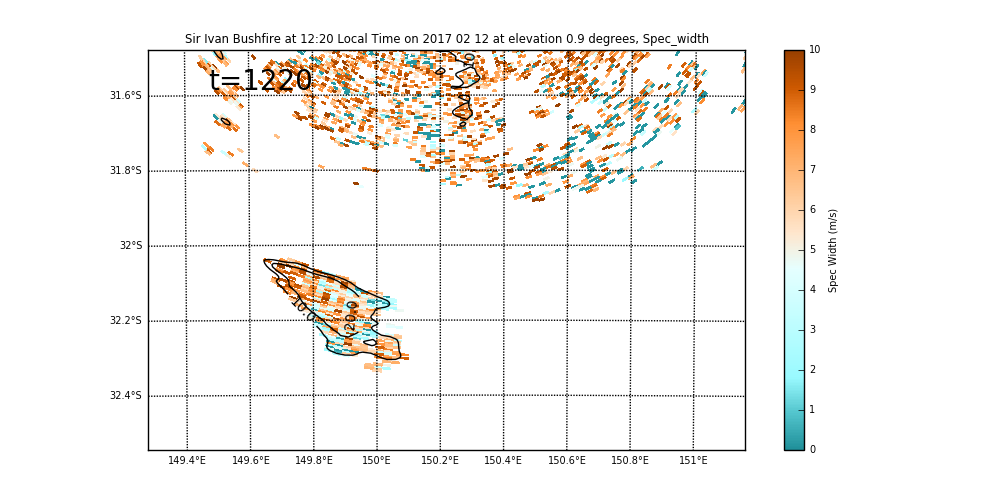 Sir Ivan Bushfire at 12:20 Local Time on 2017 02 12 at elevation 0.9 degrees, Spec_width
t=1220
31.6°S
31.8°S
32°S
32.2°S
32.4°S
149.4°E 149.6°E 149.8°E 150°E 150.2°E 150.4°E 150.6°E 150.8°E 151°E
10
9
8
7
6
5
4
3
2
1
0
Spec Width (m/s)